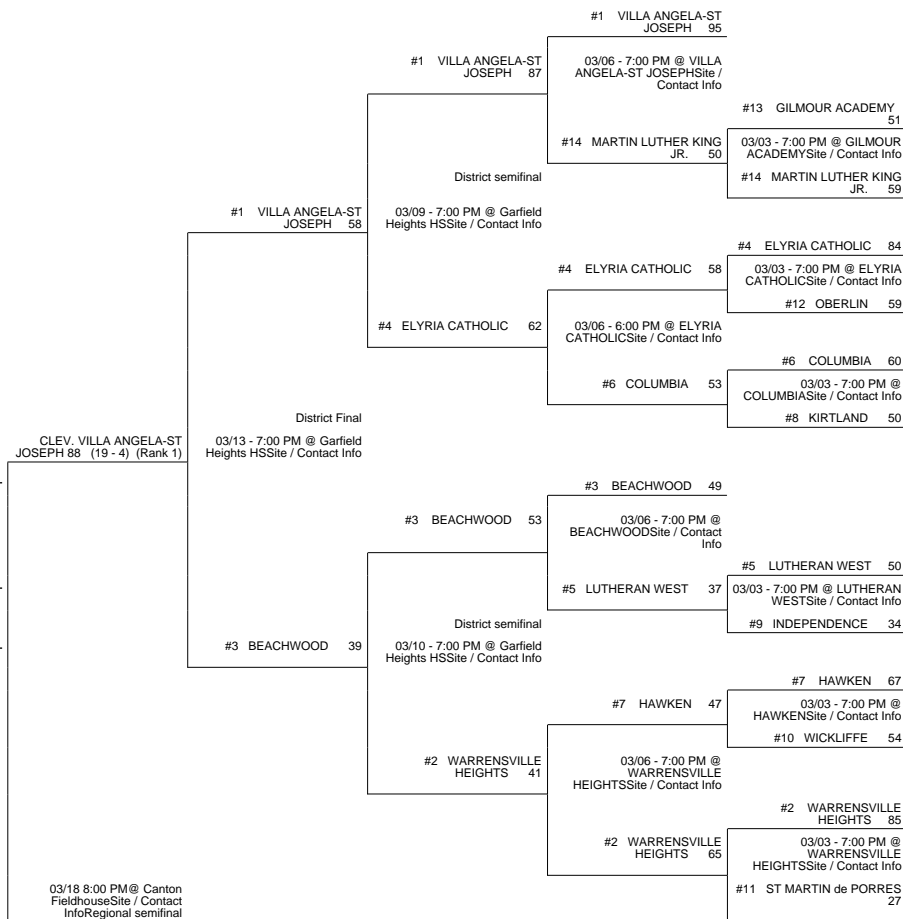 #1 VILLA ANGELA-ST
JOSEPH 95
03/06 - 7:00 PM @ VILLA
ANGELA-ST JOSEPHSite /
Contact Info
#1 VILLA ANGELA-ST
JOSEPH 87
#13 GILMOUR ACADEMY
51
#14 MARTIN LUTHER KING
JR. 50
03/03 - 7:00 PM @ GILMOUR
ACADEMYSite / Contact Info
#14 MARTIN LUTHER KING
JR. 59
District semifinal
03/09 - 7:00 PM @ Garfield
Heights HSSite / Contact Info
#1 VILLA ANGELA-ST
JOSEPH 58
#4 ELYRIA CATHOLIC 84
#4 ELYRIA CATHOLIC 58
03/03 - 7:00 PM @ ELYRIA
CATHOLICSite / Contact Info
#12 OBERLIN 59
#4 ELYRIA CATHOLIC 62
03/06 - 6:00 PM @ ELYRIA
CATHOLICSite / Contact Info
#6 COLUMBIA 60
#6 COLUMBIA 53
03/03 - 7:00 PM @
COLUMBIASite / Contact Info
#8 KIRTLAND 50
District Final
03/13 - 7:00 PM @ Garfield
Heights HSSite / Contact Info
CLEV. VILLA ANGELA-ST
JOSEPH 88 (19 - 4) (Rank 1)
#3 BEACHWOOD 49
#3 BEACHWOOD 53
03/06 - 7:00 PM @
BEACHWOODSite / Contact
Info
#5 LUTHERAN WEST 50
#5 LUTHERAN WEST 37
03/03 - 7:00 PM @ LUTHERAN
WESTSite / Contact Info
#9 INDEPENDENCE 34
District semifinal
03/10 - 7:00 PM @ Garfield
Heights HSSite / Contact Info
#3 BEACHWOOD 39
#7 HAWKEN 67
#7 HAWKEN 47
03/03 - 7:00 PM @
HAWKENSite / Contact Info
#10 WICKLIFFE 54
#2 WARRENSVILLE
HEIGHTS 41
03/06 - 7:00 PM @
WARRENSVILLE
HEIGHTSSite / Contact Info
#2 WARRENSVILLE
HEIGHTS 85
#2 WARRENSVILLE
HEIGHTS 65
03/03 - 7:00 PM @
WARRENSVILLE
HEIGHTSSite / Contact Info
#11 ST MARTIN de PORRES
27
03/18 8:00 PM@ Canton
FieldhouseSite / Contact
InfoRegional semifinal